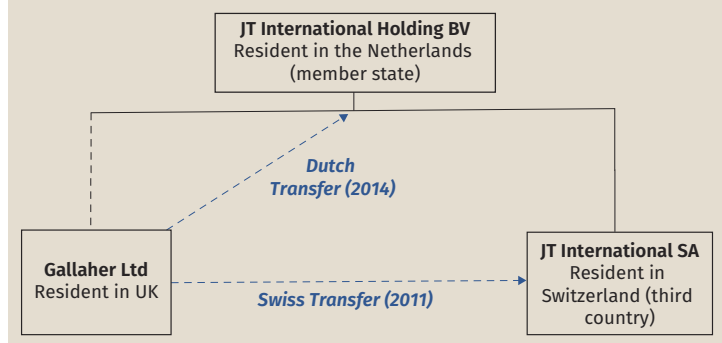 JT International Holding BV
Resident in the Netherlands
(member state)
Dutch
Transfer (2014)
Gallaher Ltd
Resident in UK
Swiss Transfer (2011)
JT International SA
Resident in
Switzerland (third
country)